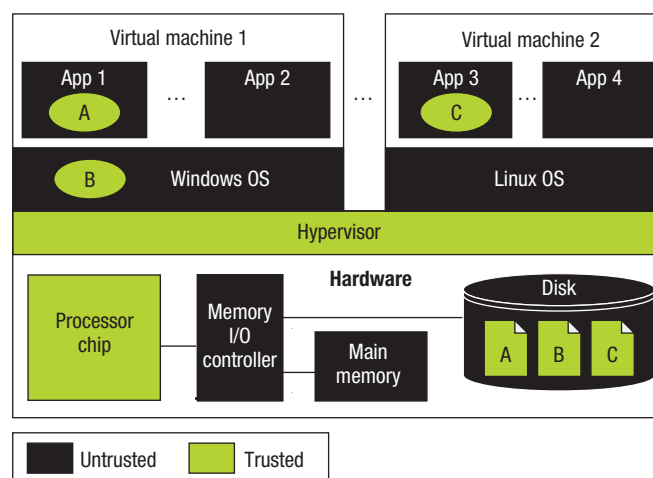 Virtual machine 1
Virtual machine 2
App 1
App 2
App 3
App 4
A
...
...
C
...
B
Windows OS
Linux OS
Hypervisor
Hardware
Processor
chip
Memory
I/O
controller
Main
memory
Disk
A
B
C
Untrusted
Trusted